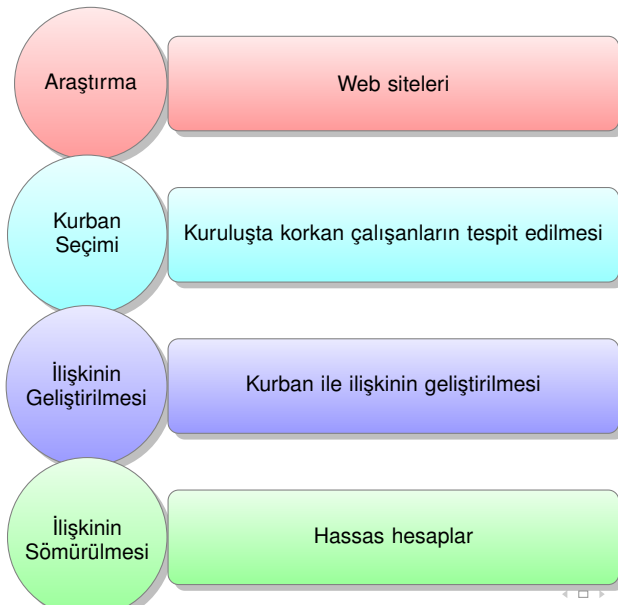 Araştırma
Web siteleri
Kurban
Seçimi
Kuruluşta korkan çalışanların tespit edilmesi
İlişkinin
Geliştirilmesi
Kurban ile ilişkinin geliştirilmesi
İlişkinin
Sömürülmesi
Hassas hesaplar